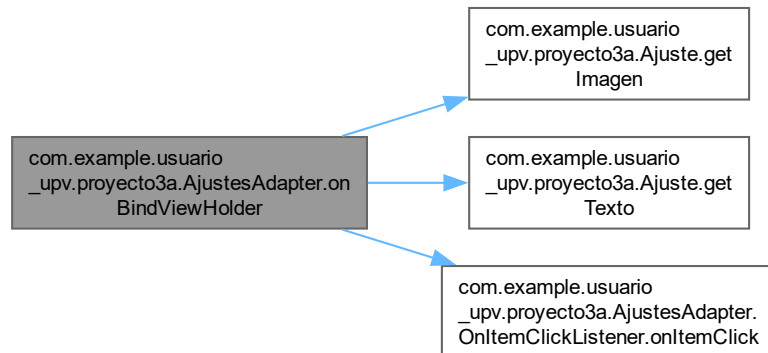 com.example.usuario
_upv.proyecto3a.Ajuste.get
Imagen
com.example.usuario
_upv.proyecto3a.AjustesAdapter.on
BindViewHolder
com.example.usuario
_upv.proyecto3a.Ajuste.get
Texto
com.example.usuario
_upv.proyecto3a.AjustesAdapter.
OnItemClickListener.onItemClick